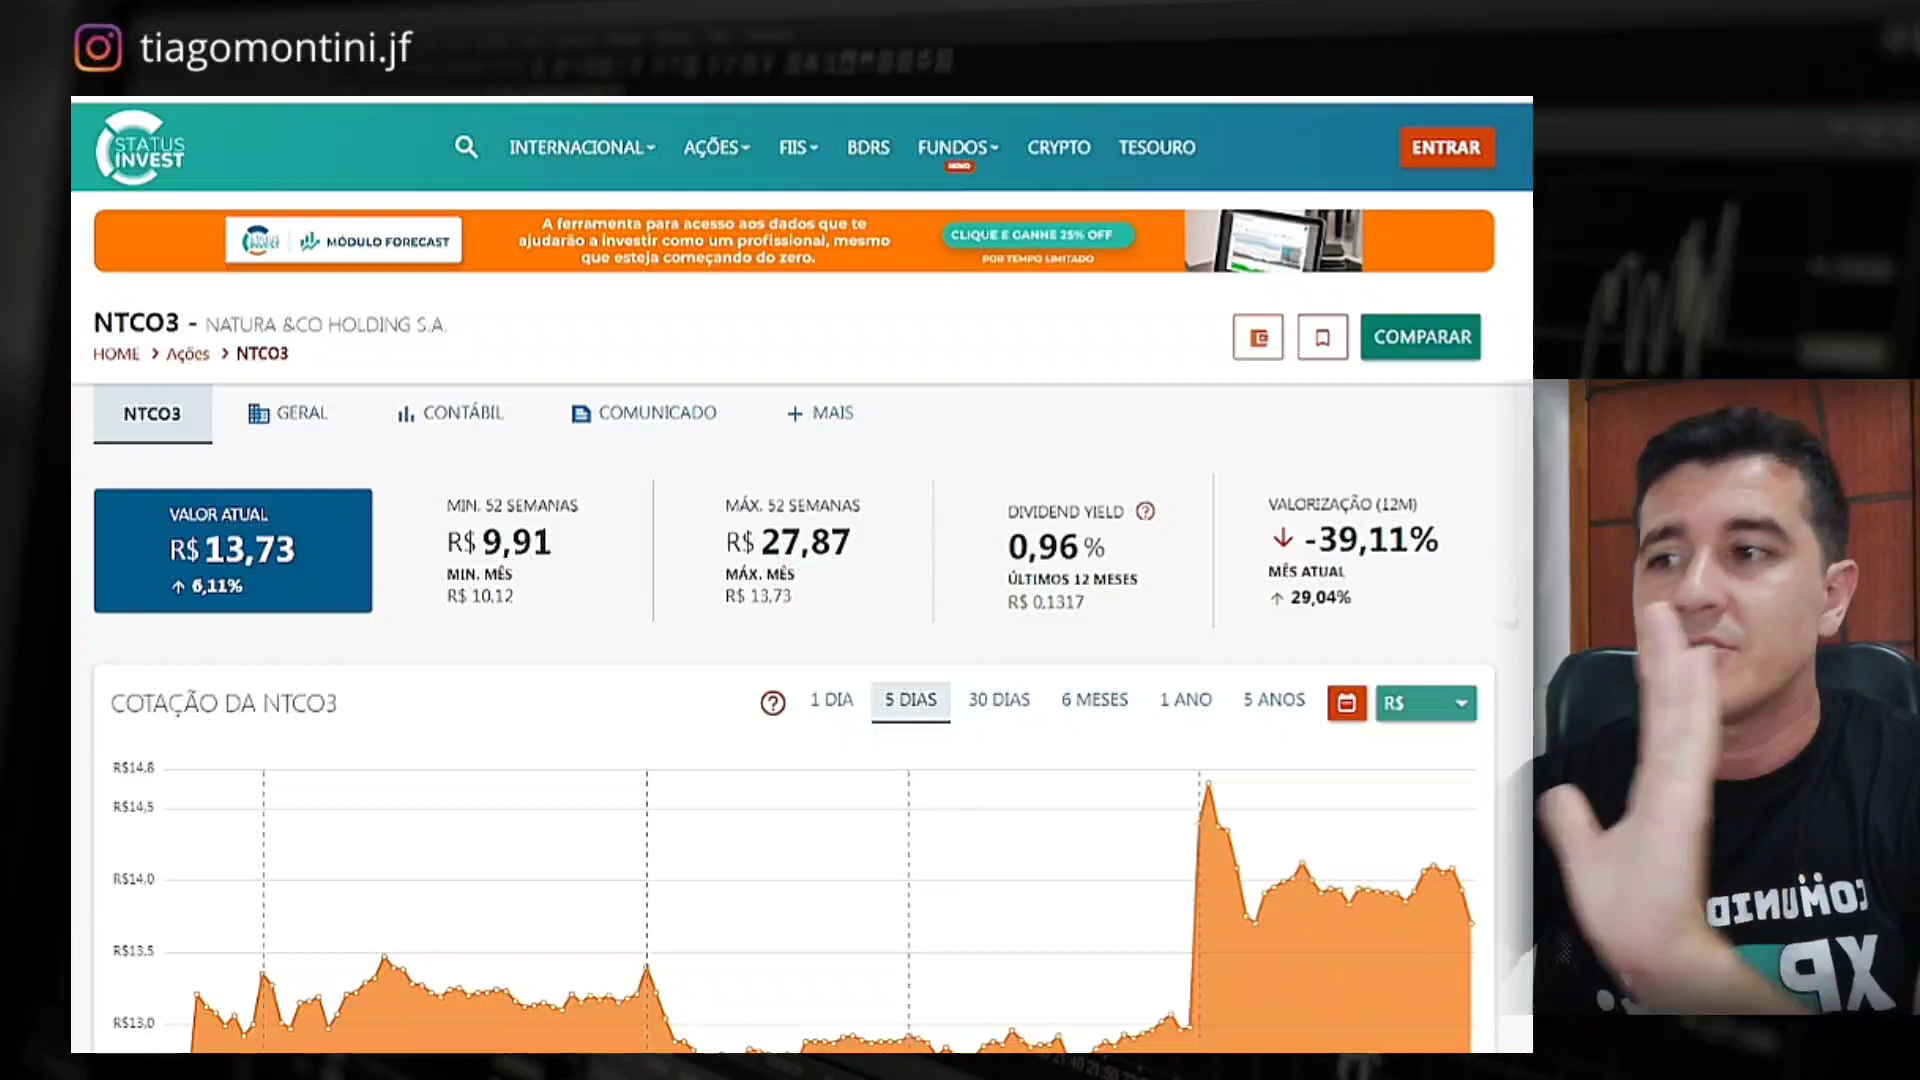 tiagomontini.jf
STATUS
INVEST
INTERNACIONAL
AÇÕES
FIIS
BDRS
FUNDOS
NOVO
CRYPTO
TESOURO
ENTRAR
STATUS
INVEST
MÓDULO FORECAST
A ferramenta para acesso aos dados que te
ajudarão a investir como um profissional, mesmo
que esteja começando do zero.
CLIQUE E GANHE 25% OFF
POR TEMPO LIMITADO
NTCO3 - NATURA &CO HOLDING S.A.
HOME > Ações > NTCO3
COMPARAR
NTCO3
GERAL
CONTÁBIL
COMUNICADO
+ MAIS
VALOR ATUAL
R$ 13,73
↑ 6,11%
MIN. 52 SEMANAS
R$ 9,91
MIN. MÊS
R$ 10,12
MÁX. 52 SEMANAS
R$ 27,87
MÁX. MÊS
R$ 13,73
DIVIDEND YIELD ?
0,96 %
ÚLTIMOS 12 MESES
R$ 0,1317
VALORIZAÇÃO (12M)
↓ -39,11%
MÊS ATUAL
↑ 29,04%
COTAÇÃO DA NTCO3
?
1 DIA
5 DIAS
30 DIAS
6 MESES
1 ANO
5 ANOS
R$
R$14,8
R$14,5
R$14,0
R$13,5
R$13,0
COMUNID
XP